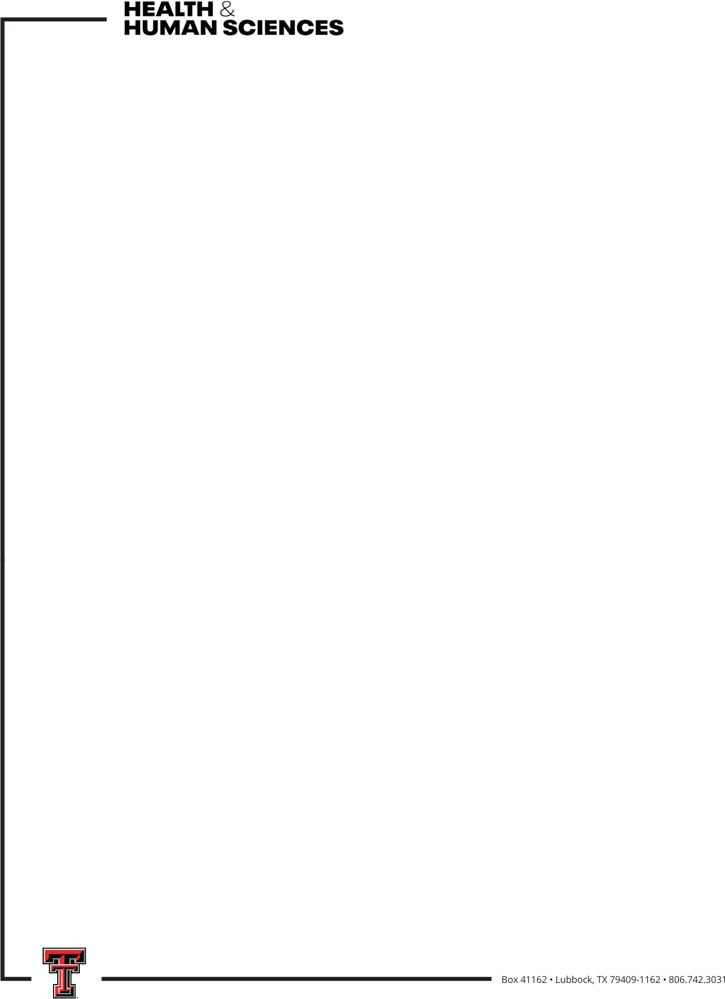 HEALTH &
HUMAN SCIENCES
Box 41162 • Lubbock, TX 79409-1162 • 806.742.3031